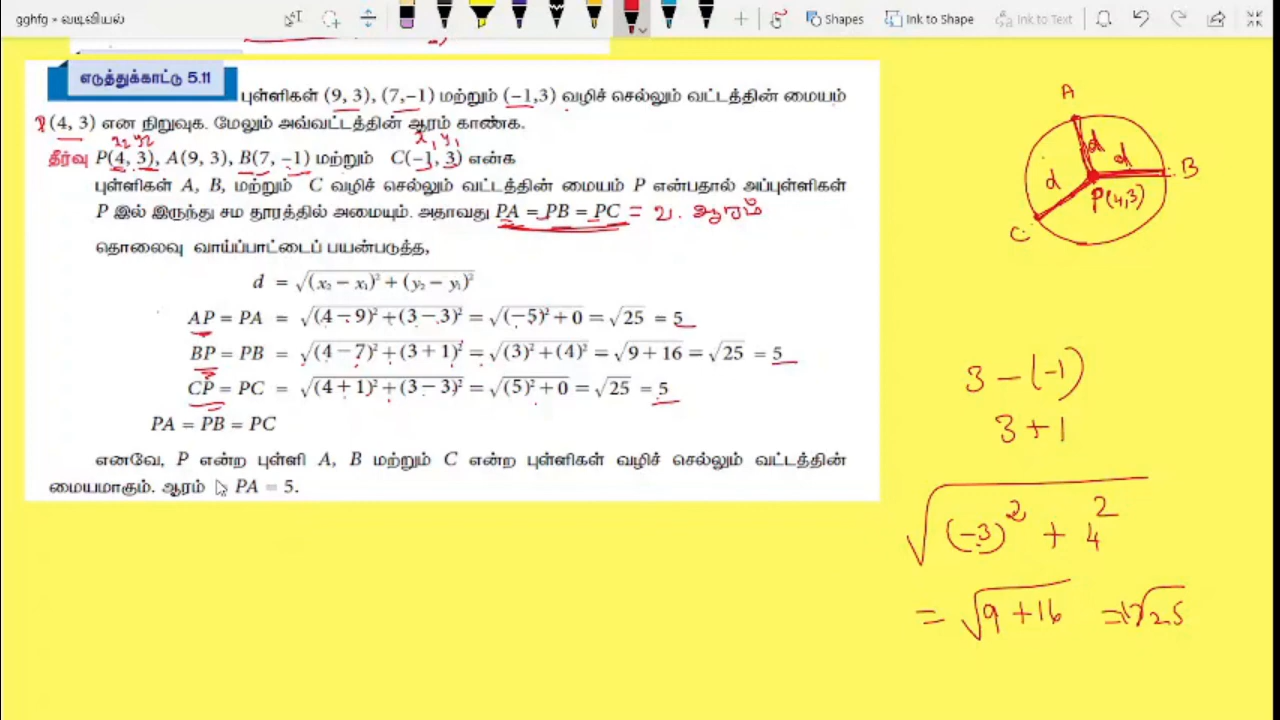 gghfg » வடிவியல்
Shapes Ink to Shape Ink to Text
எடுத்துக்காட்டு 5.11
புள்ளிகள் (9, 3), (7,−1) மற்றும் (−1,3) வழிச் செல்லும் வட்டத்தின் மையம்
(4, 3) என நிறுவுக. மேலும் அவ்வட்டத்தின் ஆரம் காண்க.
x₂ y₂ x₁ y₁
தீர்வு P(4, 3), A(9, 3), B(7, −1) மற்றும் C(−1, 3) என்க
புள்ளிகள் A, B, மற்றும் C வழிச் செல்லும் வட்டத்தின் மையம் P என்பதால் அப்புள்ளிகள்
P இல் இருந்து சம தூரத்தில் அமையும். அதாவது PA = PB = PC = வ. ஆரம்
தொலைவு வாய்ப்பாட்டைப் பயன்படுத்த,
d = √(x₂ − x₁)² + (y₂ − y₁)²
AP = PA = √(4 − 9)² + (3 − 3)² = √(−5)² + 0 = √25 = 5
BP = PB = √(4 − 7)² + (3 + 1)² = √(3)² + (4)² = √9 + 16 = √25 = 5
CP = PC = √(4 + 1)² + (3 − 3)² = √(5)² + 0 = √25 = 5
PA = PB = PC
எனவே, P என்ற புள்ளி A, B மற்றும் C என்ற புள்ளிகள் வழிச் செல்லும் வட்டத்தின்
மையமாகும். ஆரம் PA = 5.
A
d
d
B
d
P(4,3)
C
3 − (−1)
3 + 1
√(−3)² + 4²
= √9 + 16 = √25